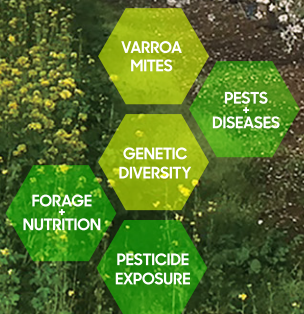 VARROA
MITES
PESTS
+
DISEASES
GENETIC
DIVERSITY
FORAGE
+
NUTRITION
PESTICIDE
EXPOSURE